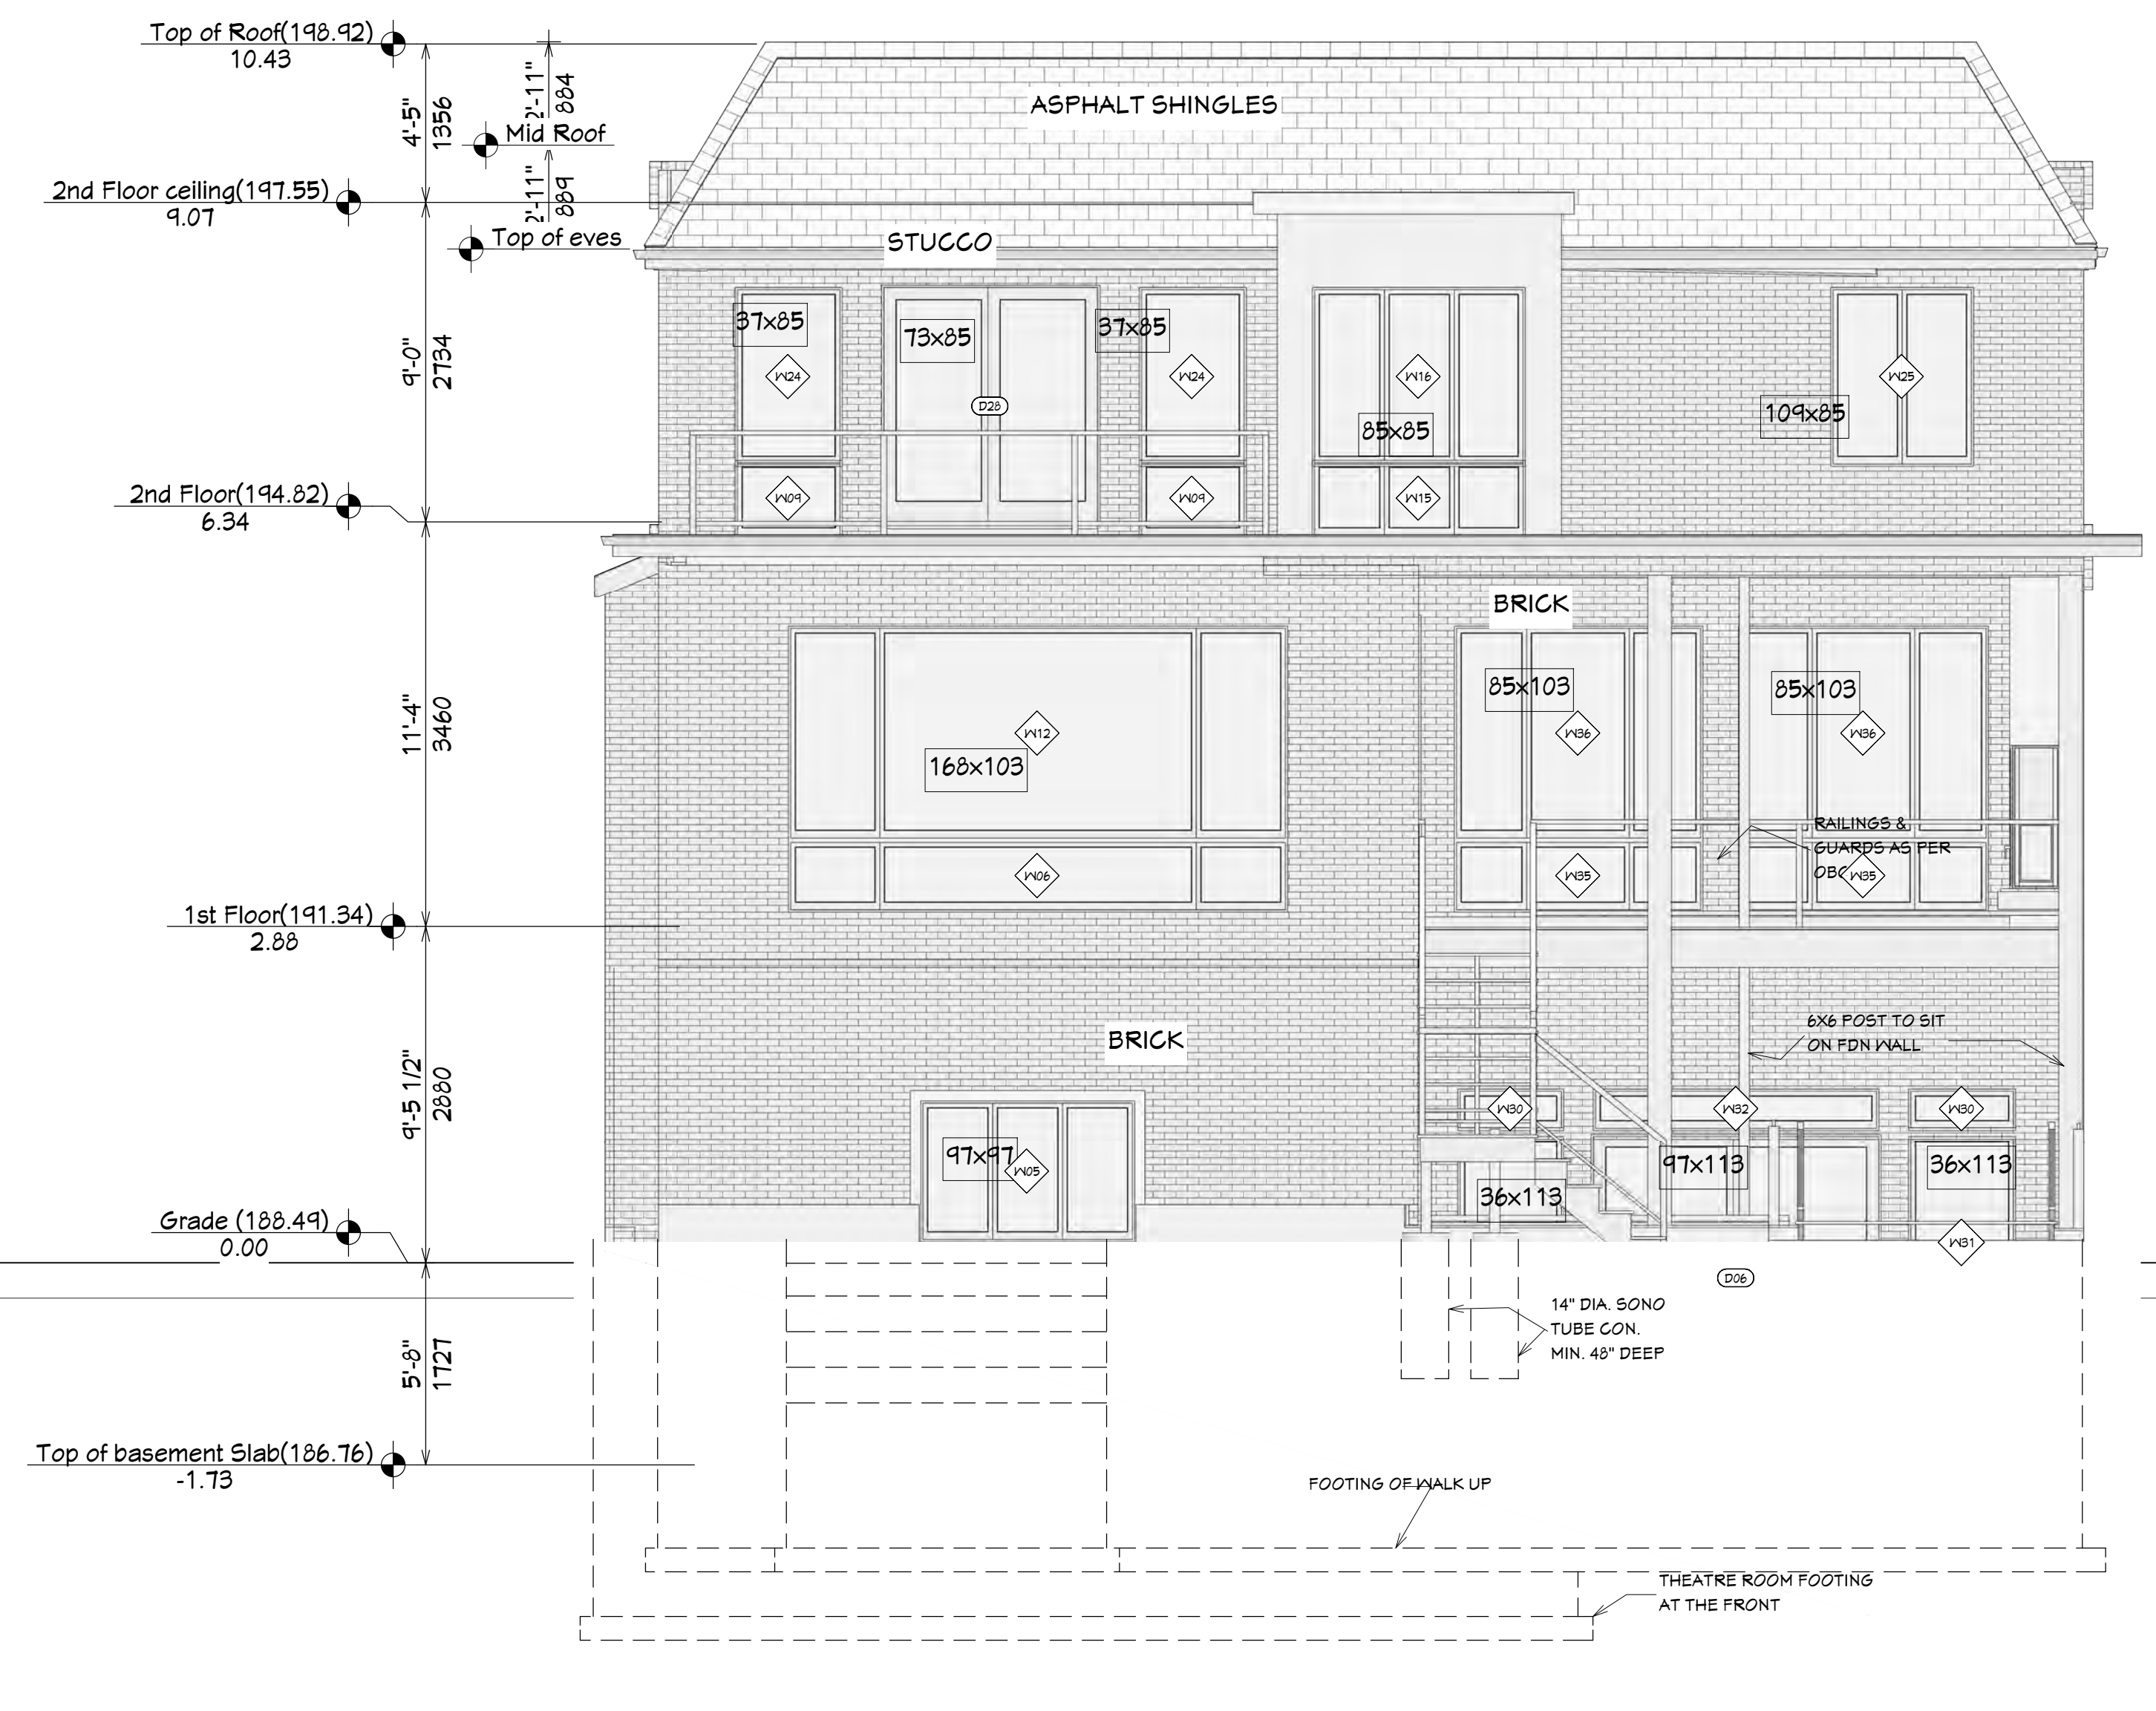 Top of Roof(198.92)
10.43
4'-5"
1356
2'-11"
884
Mid Roof
2nd Floor ceiling(197.55)
9.07
2'-11"
889
Top of eves
ASPHALT SHINGLES
STUCCO
37x85
73x85
37x85
W24
D28
W24
W16
85x85
109x85
W25
9'-0"
2734
W09
W09
W15
2nd Floor(194.82)
6.34
BRICK
11'-4"
3460
W12
168x103
85x103
W36
85x103
W36
RAILINGS &
GUARDS AS PER
OBC
W06
W35
W35
1st Floor(191.34)
2.88
BRICK
6X6 POST TO SIT
ON FDN WALL
9'-5 1/2"
2880
W30
W32
W30
97x97
W05
36x113
97x113
36x113
Grade (188.49)
0.00
W31
D06
14" DIA. SONO
TUBE CON.
MIN. 48" DEEP
5'-8"
1727
Top of basement Slab(186.76)
-1.73
FOOTING OF WALK UP
THEATRE ROOM FOOTING
AT THE FRONT